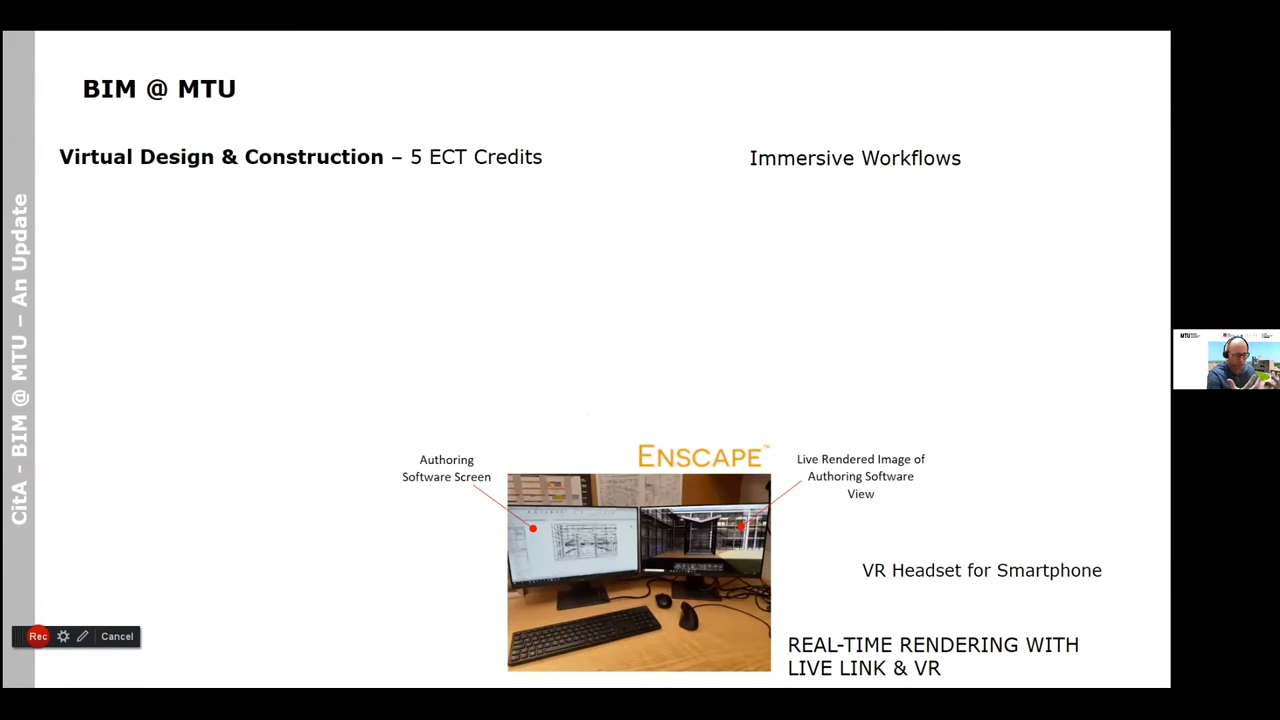 BIM @ MTU
Virtual Design & Construction – 5 ECT Credits
Immersive Workflows
CitA - BIM @ MTU – An Update
ENSCAPE™
Authoring
Software Screen
Live Rendered Image of
Authoring Software
View
VR Headset for Smartphone
REAL-TIME RENDERING WITH
LIVE LINK & VR
Rec
Cancel
MTU